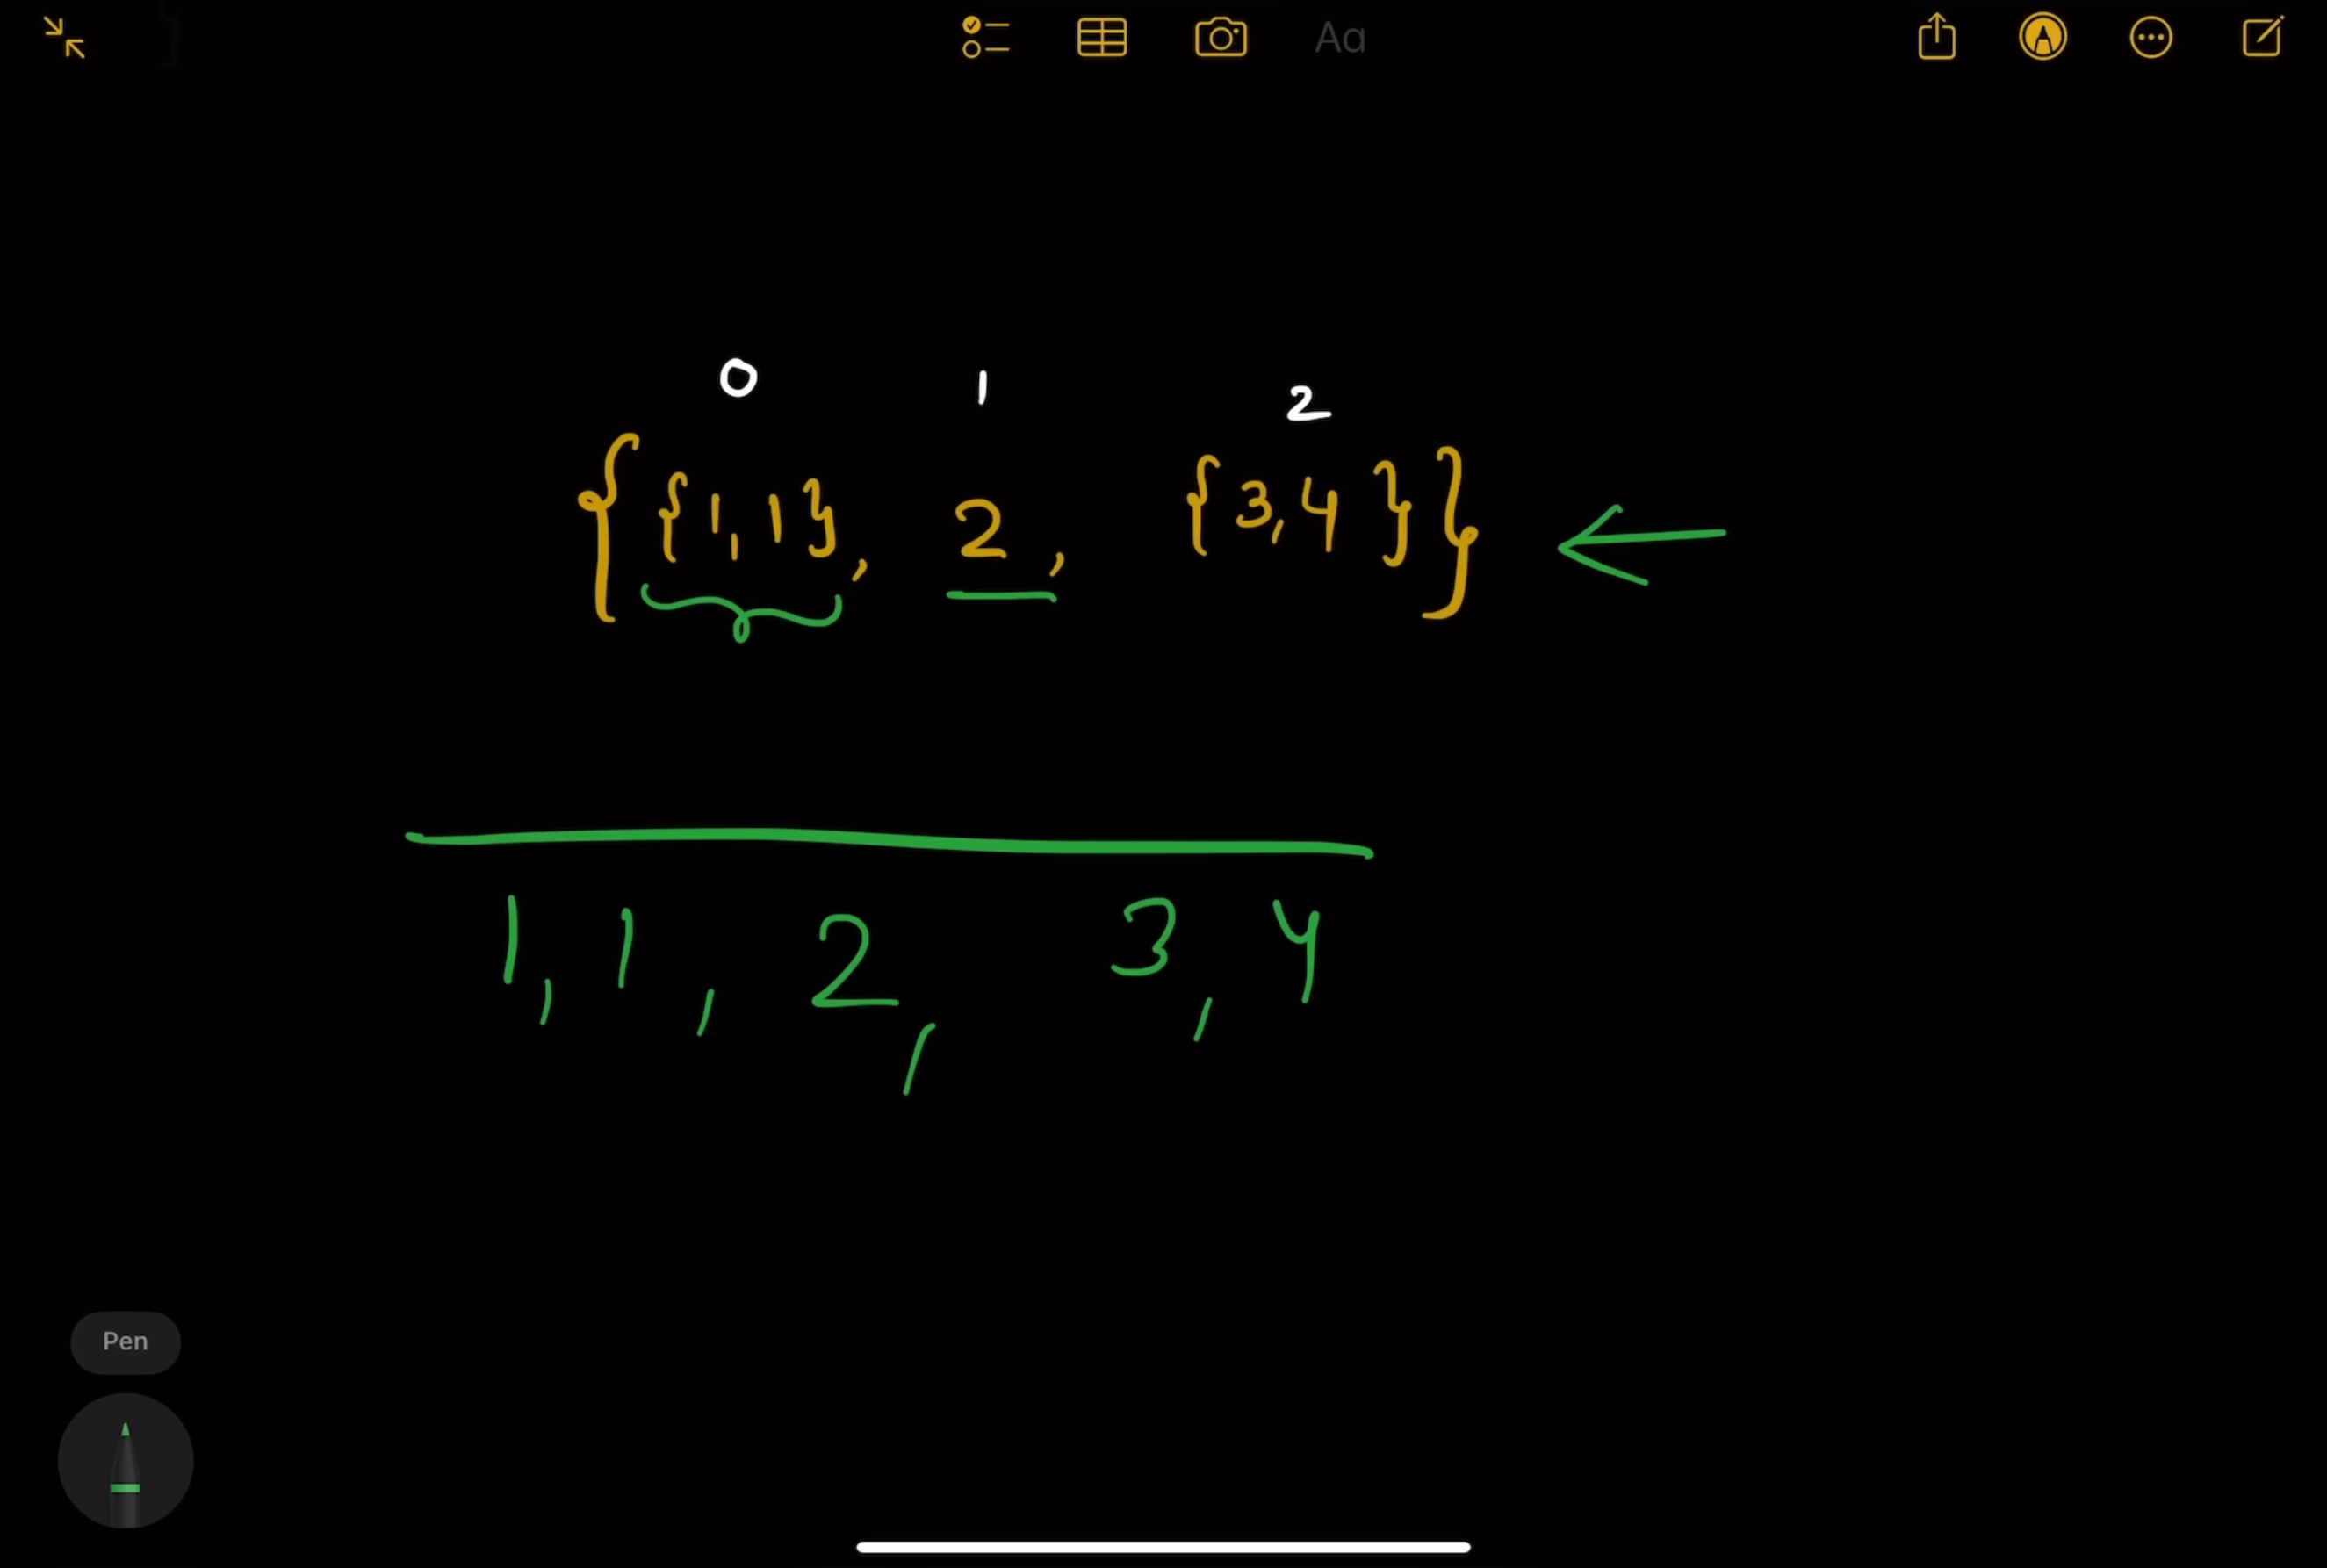 Aa
0 1 2
{{1,1}, 2, {3,4}}
1, 1, 2, 3, 4
Pen